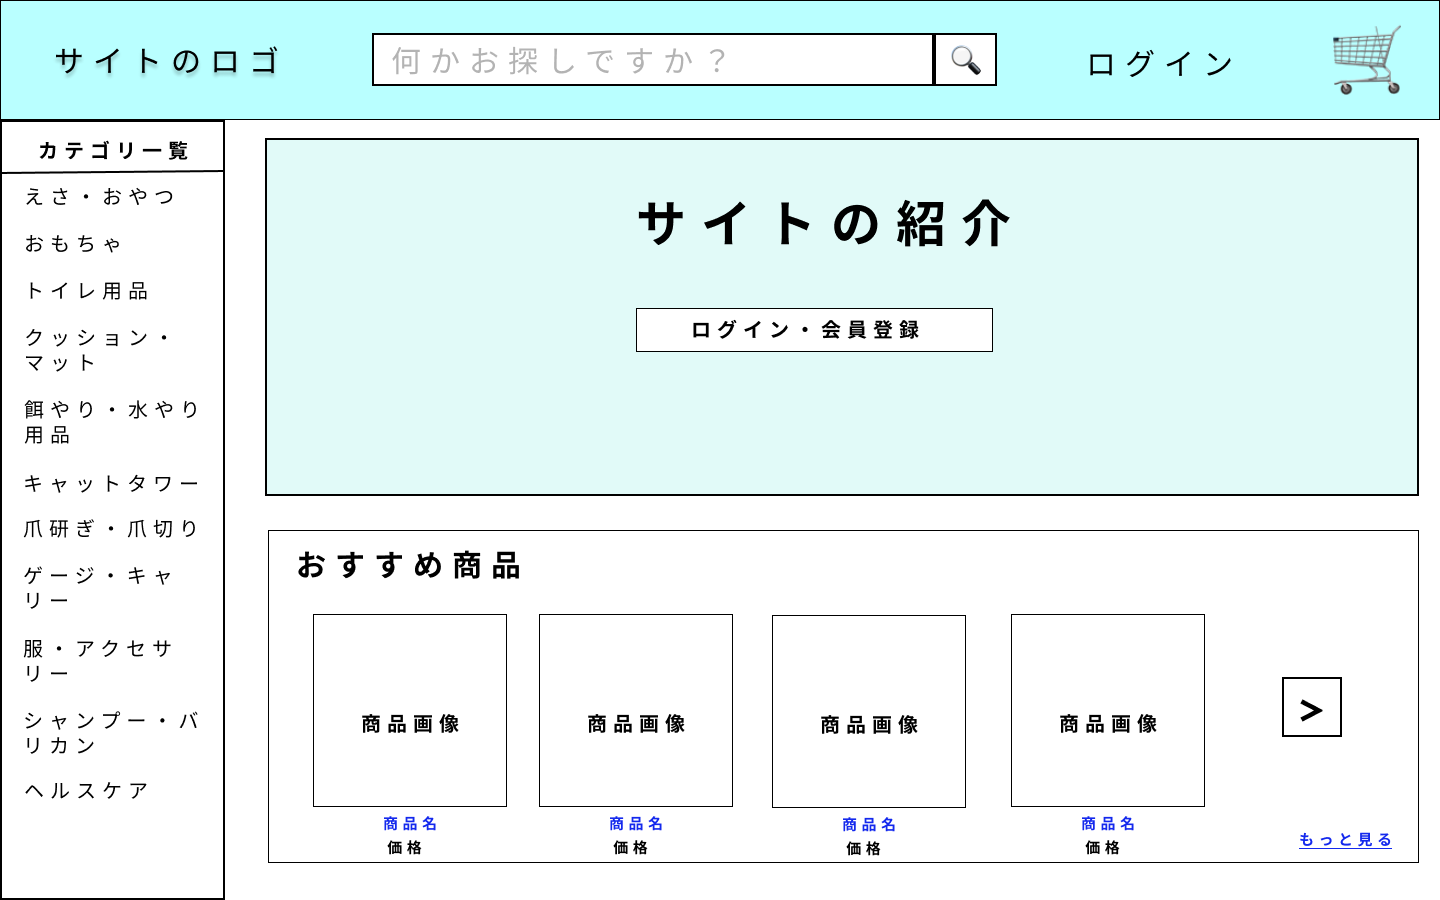 サイトのロゴ
何かお探しですか？
ログイン
カテゴリ一覧
えさ・おやつ
おもちゃ
トイレ用品
クッション・
マット
餌やり・水やり
用品
キャットタワー
爪研ぎ・爪切り
ゲージ・キャ
リー
服・アクセサ
リー
シャンプー・バ
リカン
ヘルスケア
サイトの紹介
ログイン・会員登録
おすすめ商品
商品画像
商品名
価格
商品画像
商品名
価格
商品画像
商品名
価格
商品画像
商品名
価格
>
もっと見る